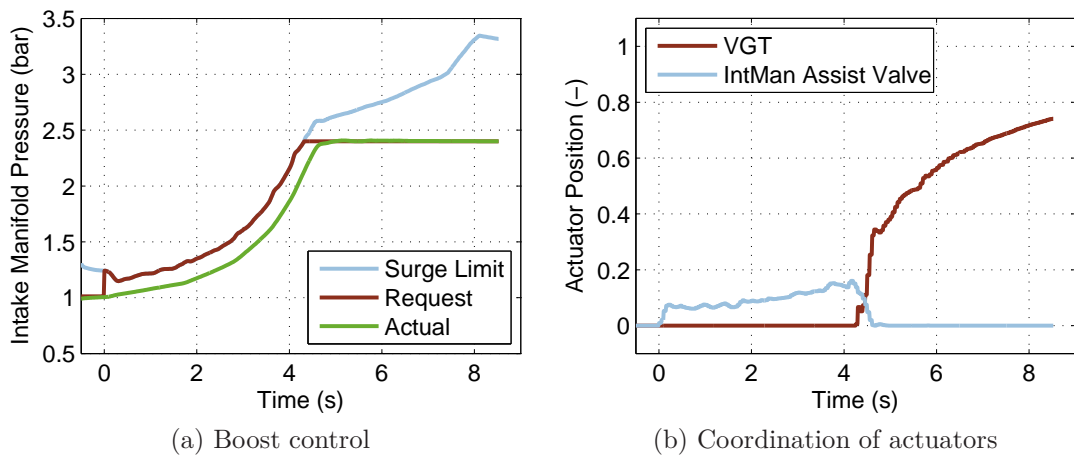 Intake Manifold Pressure (bar)
3.5
3
2.5
2
1.5
1
0.5
Surge Limit
Request
Actual
0 2 4 6 8
Time (s)
(a) Boost control
Actuator Position (−)
1
0.8
0.6
0.4
0.2
0
VGT
IntMan Assist Valve
0 2 4 6 8
Time (s)
(b) Coordination of actuators